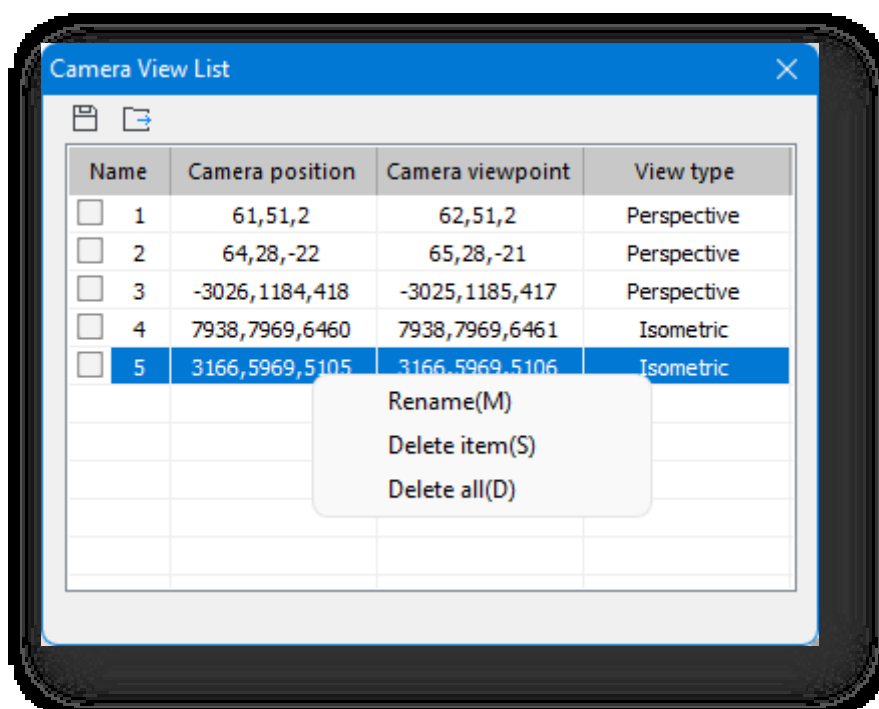 Camera View List
Name Camera position Camera viewpoint View type
1 61,51,2 62,51,2 Perspective
2 64,28,-22 65,28,-21 Perspective
3 -3026,1184,418 -3025,1185,417 Perspective
4 7938,7969,6460 7938,7969,6461 Isometric
5 3166,5969,5105 3166,5969,5106 Isometric
Rename(M)
Delete item(S)
Delete all(D)